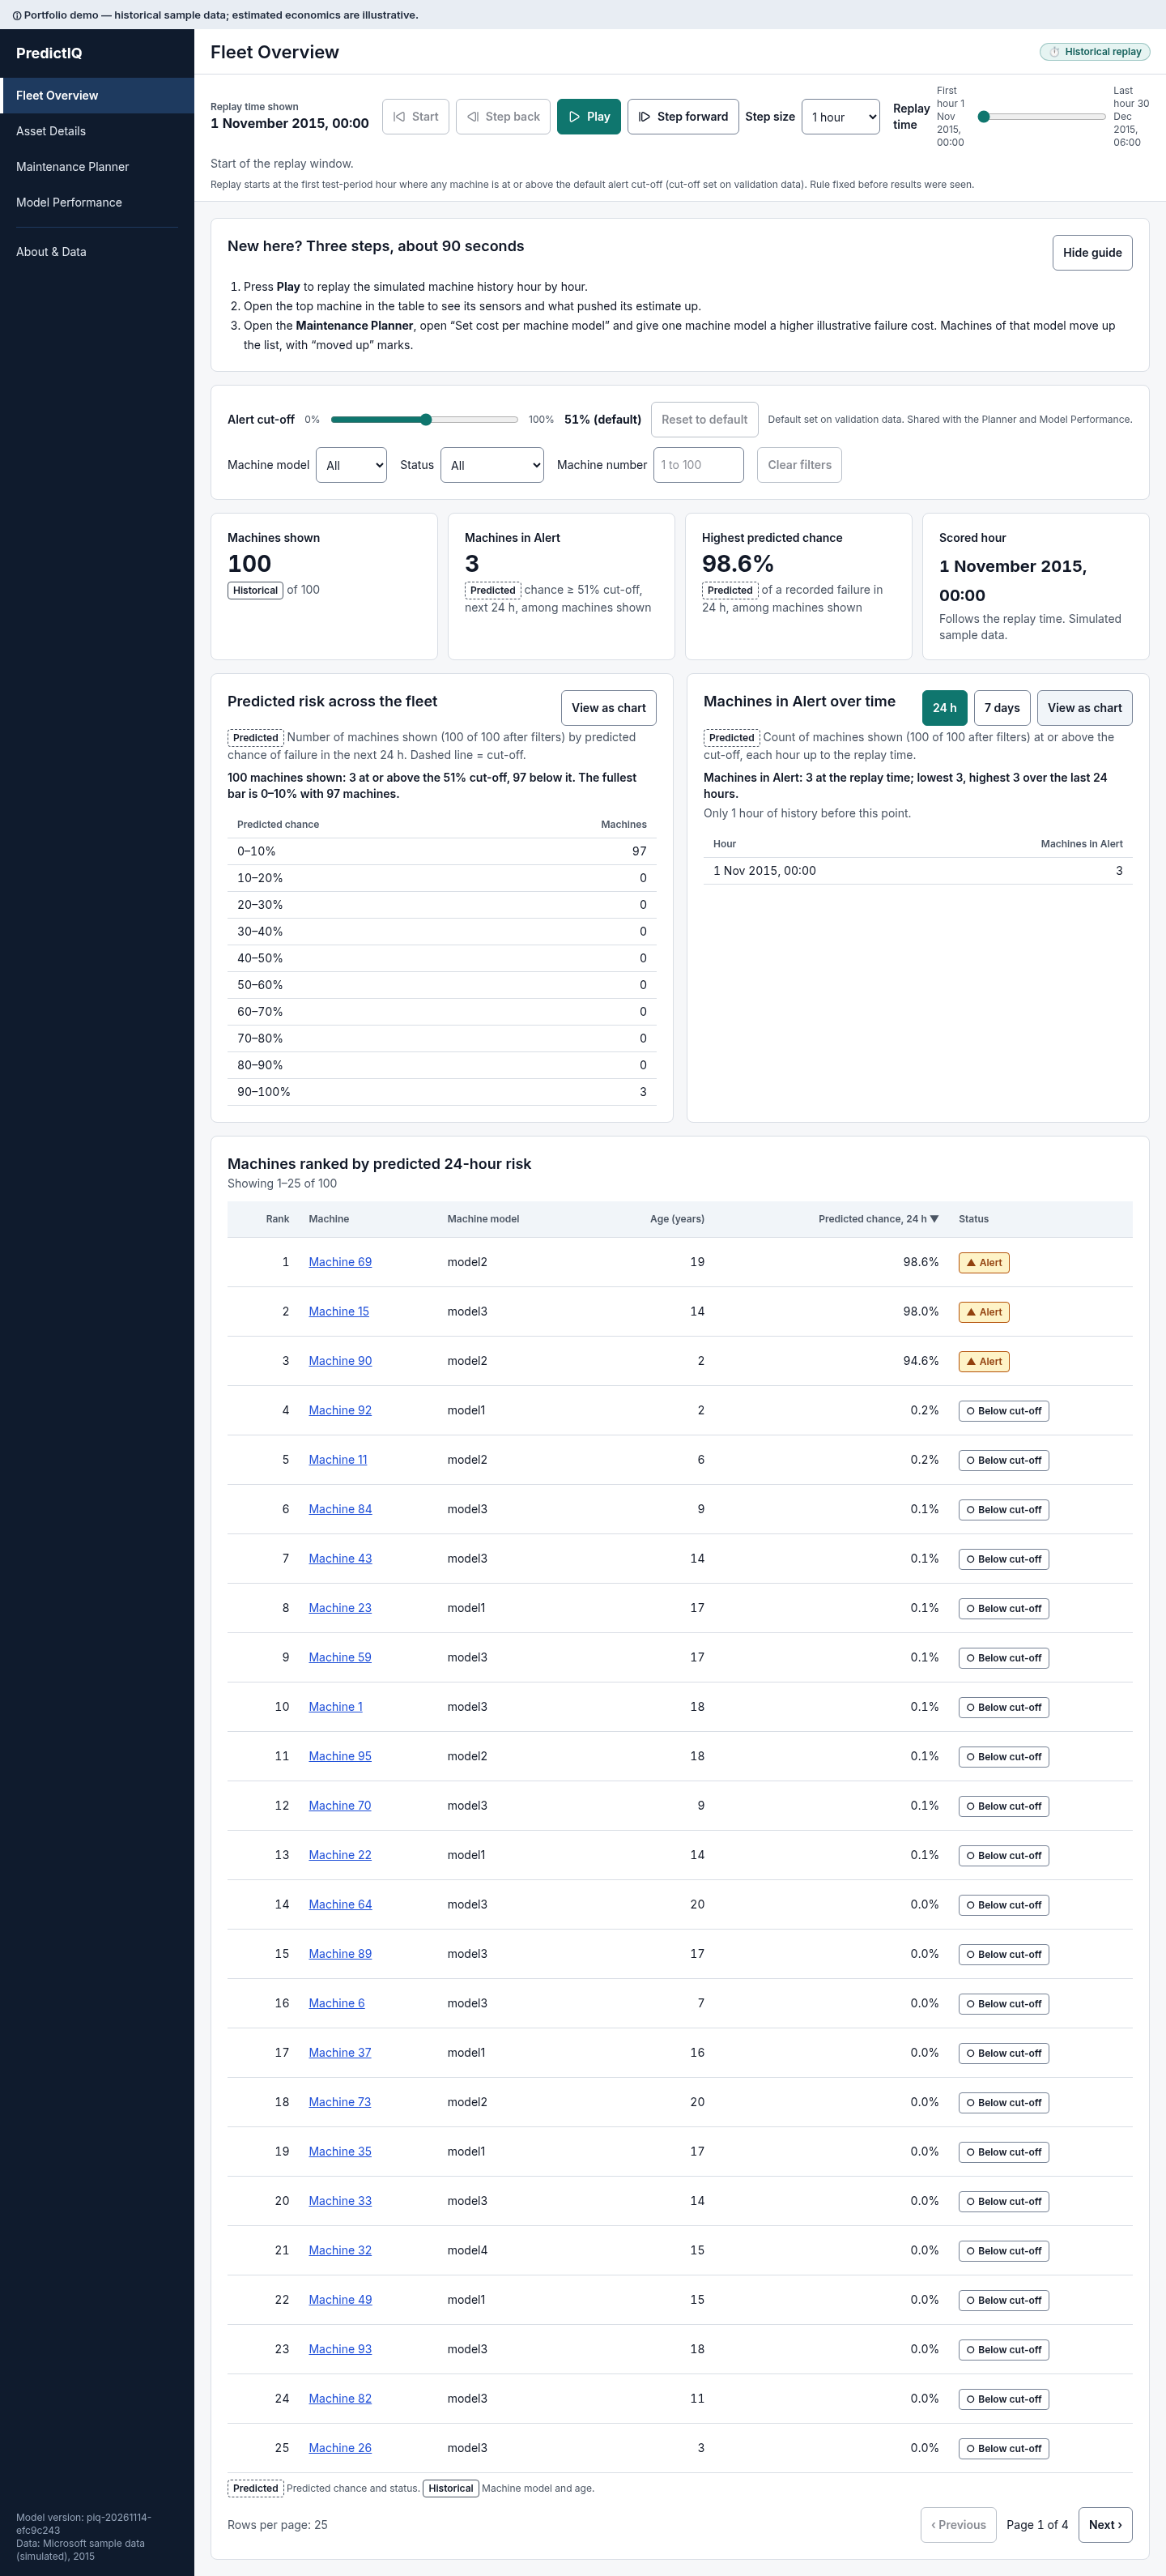 Portfolio demo — historical sample data; estimated economics are illustrative.
PredictIQ
Fleet Overview
Asset Details
Maintenance Planner
Model Performance
About & Data
Model version: piq-20261114-
efc9c243
Data: Microsoft sample data
(simulated), 2015
Fleet Overview
Historical replay
Replay time shown
1 November 2015, 00:00
Start
Step back
Play
Step forward
Step size
1 hour
Replay
time
First
hour 1
Nov
2015,
00:00
Last
hour 30
Dec
2015,
06:00
Start of the replay window.
Replay starts at the first test-period hour where any machine is at or above the default alert cut-off (cut-off set on validation data). Rule fixed before results were seen.
New here? Three steps, about 90 seconds
Hide guide
1. Press Play to replay the simulated machine history hour by hour.
2. Open the top machine in the table to see its sensors and what pushed its estimate up.
3. Open the Maintenance Planner, open “Set cost per machine model” and give one machine model a higher illustrative failure cost. Machines of that model move up
the list, with “moved up” marks.
Alert cut-off 0% 100% 51% (default) Reset to default Default set on validation data. Shared with the Planner and Model Performance.
Machine model All Status All Machine number 1 to 100 Clear filters
Machines shown
100
Historical of 100
Machines in Alert
3
Predicted chance ≥ 51% cut-off,
next 24 h, among machines shown
Highest predicted chance
98.6%
Predicted of a recorded failure in
24 h, among machines shown
Scored hour
1 November 2015,
00:00
Follows the replay time. Simulated
sample data.
Predicted risk across the fleet
View as chart
Predicted Number of machines shown (100 of 100 after filters) by predicted
chance of failure in the next 24 h. Dashed line = cut-off.
100 machines shown: 3 at or above the 51% cut-off, 97 below it. The fullest
bar is 0–10% with 97 machines.
Predicted chance Machines
0–10% 97
10–20% 0
20–30% 0
30–40% 0
40–50% 0
50–60% 0
60–70% 0
70–80% 0
80–90% 0
90–100% 3
Machines in Alert over time
24 h
7 days
View as chart
Predicted Count of machines shown (100 of 100 after filters) at or above the
cut-off, each hour up to the replay time.
Machines in Alert: 3 at the replay time; lowest 3, highest 3 over the last 24
hours.
Only 1 hour of history before this point.
Hour Machines in Alert
1 Nov 2015, 00:00 3
Machines ranked by predicted 24-hour risk
Showing 1–25 of 100
Rank Machine Machine model Age (years) Predicted chance, 24 h ▼ Status
1 Machine 69 model2 19 98.6% ▲ Alert
2 Machine 15 model3 14 98.0% ▲ Alert
3 Machine 90 model2 2 94.6% ▲ Alert
4 Machine 92 model1 2 0.2% Below cut-off
5 Machine 11 model2 6 0.2% Below cut-off
6 Machine 84 model3 9 0.1% Below cut-off
7 Machine 43 model3 14 0.1% Below cut-off
8 Machine 23 model1 17 0.1% Below cut-off
9 Machine 59 model3 17 0.1% Below cut-off
10 Machine 1 model3 18 0.1% Below cut-off
11 Machine 95 model2 18 0.1% Below cut-off
12 Machine 70 model3 9 0.1% Below cut-off
13 Machine 22 model1 14 0.1% Below cut-off
14 Machine 64 model3 20 0.0% Below cut-off
15 Machine 89 model3 17 0.0% Below cut-off
16 Machine 6 model3 7 0.0% Below cut-off
17 Machine 37 model1 16 0.0% Below cut-off
18 Machine 73 model2 20 0.0% Below cut-off
19 Machine 35 model1 17 0.0% Below cut-off
20 Machine 33 model3 14 0.0% Below cut-off
21 Machine 32 model4 15 0.0% Below cut-off
22 Machine 49 model1 15 0.0% Below cut-off
23 Machine 93 model3 18 0.0% Below cut-off
24 Machine 82 model3 11 0.0% Below cut-off
25 Machine 26 model3 3 0.0% Below cut-off
Predicted Predicted chance and status. Historical Machine model and age.
Rows per page: 25
‹ Previous Page 1 of 4 Next ›